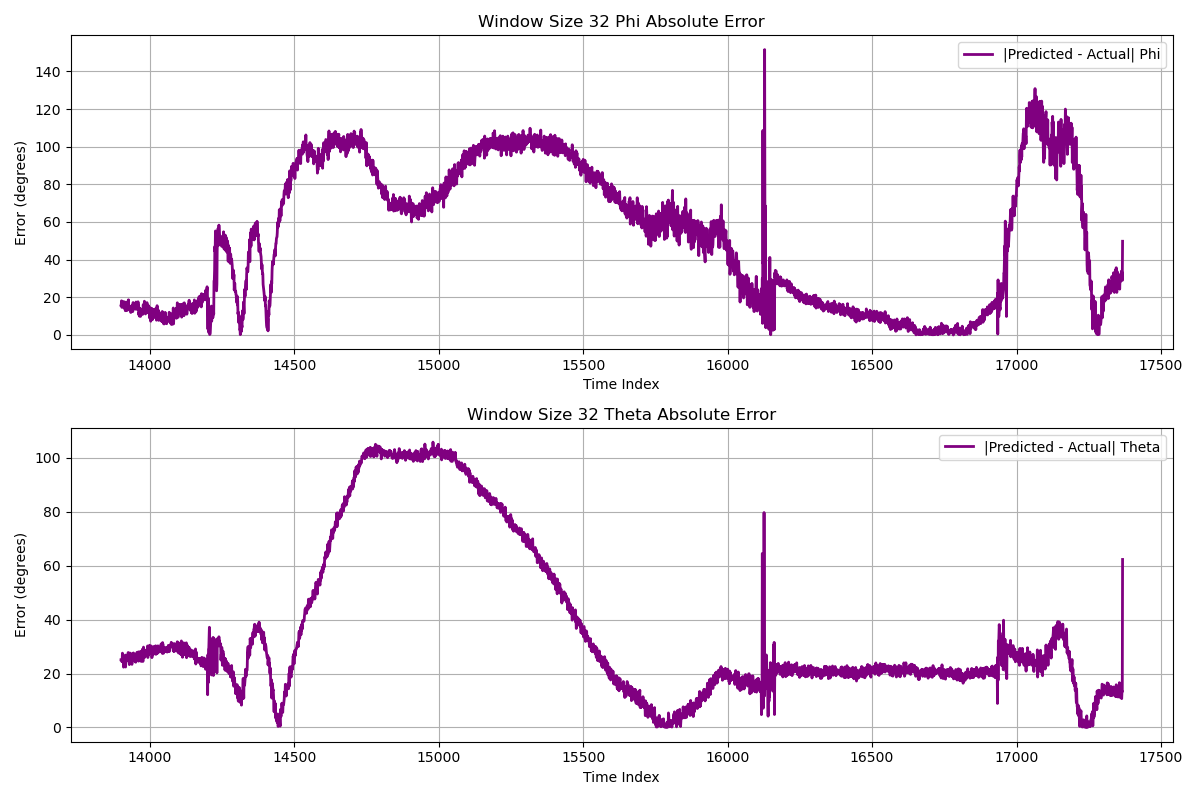 Window Size 32 Phi Absolute Error
|Predicted - Actual| Phi
Error (degrees)
140
120
100
80
60
40
20
0
14000 14500 15000 15500 16000 16500 17000 17500
Time Index
Window Size 32 Theta Absolute Error
|Predicted - Actual| Theta
Error (degrees)
100
80
60
40
20
0
14000 14500 15000 15500 16000 16500 17000 17500
Time Index